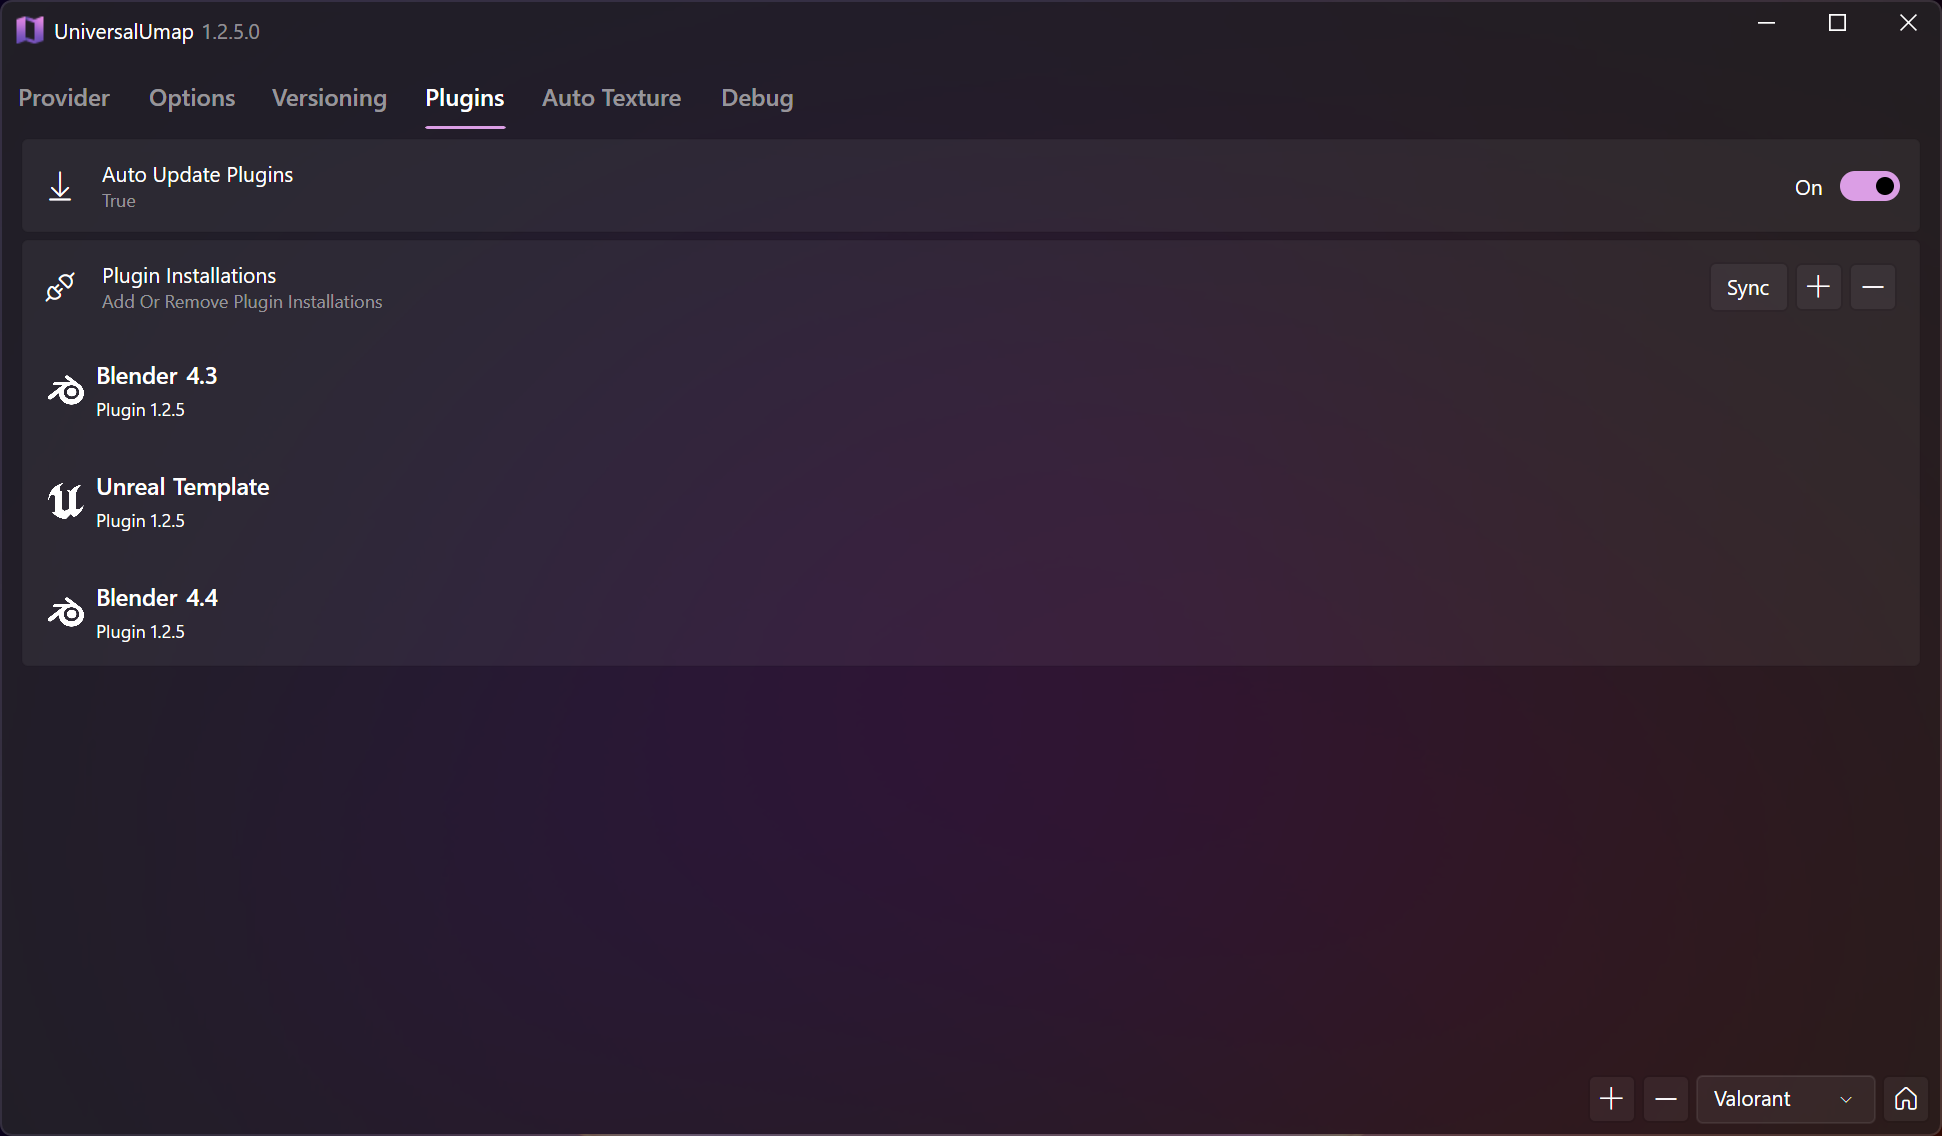 UniversalUmap 1.2.5.0
Provider Options Versioning Plugins Auto Texture Debug
Auto Update Plugins
True
On
Plugin Installations
Add Or Remove Plugin Installations
Sync
Blender 4.3
Plugin 1.2.5
Unreal Template
Plugin 1.2.5
Blender 4.4
Plugin 1.2.5
Valorant